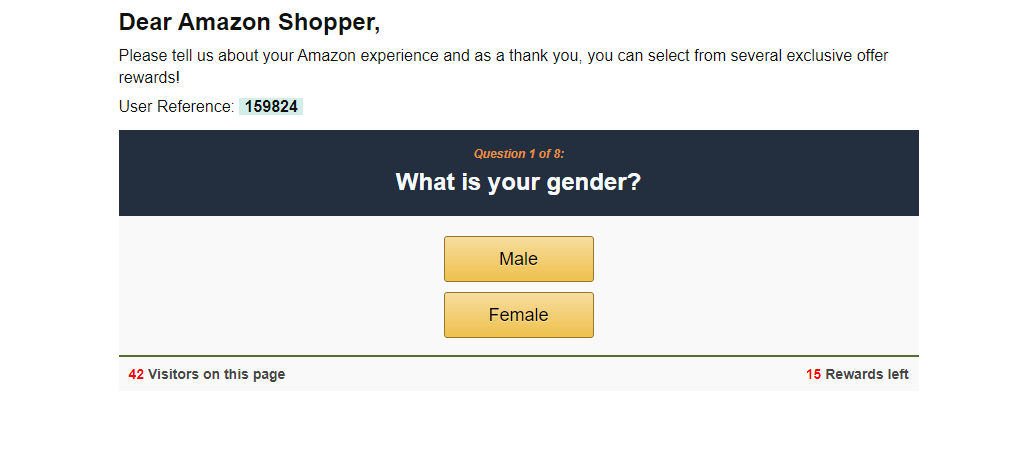 Dear Amazon Shopper,
Please tell us about your Amazon experience and as a thank you, you can select from several exclusive offer
rewards!
User Reference: 159824
Question 1 of 8:
What is your gender?
Male
Female
42 Visitors on this page
15 Rewards left